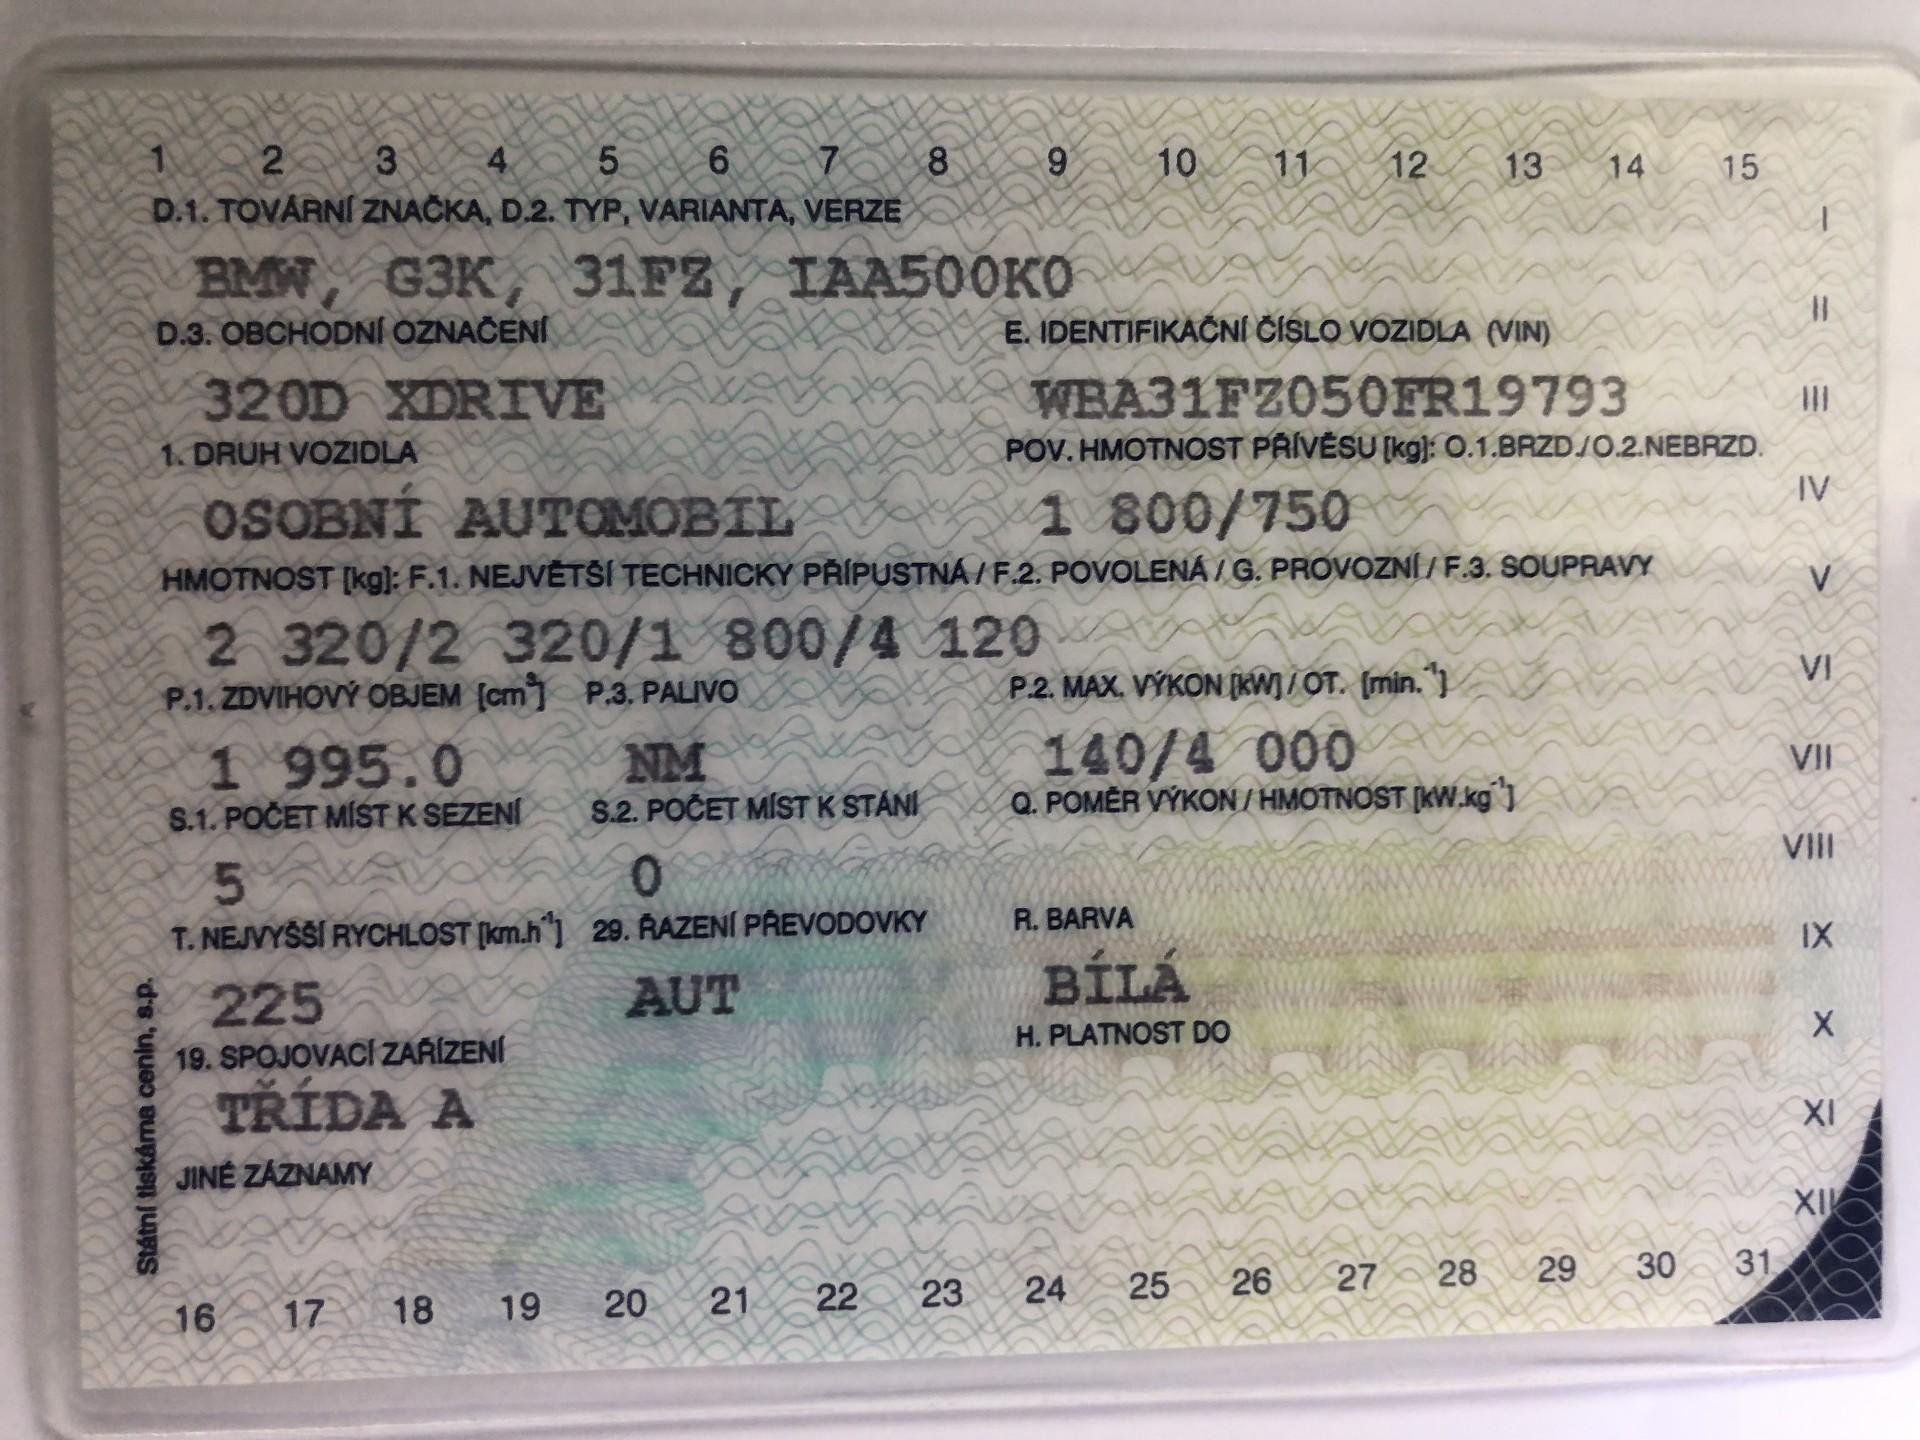 1 2 3 4 5 6 7 8 9 10 11 12 13 14 15
D.1. TOVÁRNÍ ZNAČKA, D.2. TYP, VARIANTA, VERZE
I
BMW, G3K, 31FZ, IAA500K0
II
D.3. OBCHODNÍ OZNAČENÍ E. IDENTIFIKAČNÍ ČÍSLO VOZIDLA (VIN)
320D XDRIVE WBA31FZ050FR19793
III
1. DRUH VOZIDLA POV. HMOTNOST PŘÍVĚSU [kg]: O.1.BRZD./O.2.NEBRZD.
OSOBNÍ AUTOMOBIL 1 800/750
IV
HMOTNOST [kg]: F.1. NEJVĚTŠÍ TECHNICKY PŘÍPUSTNÁ / F.2. POVOLENÁ / G. PROVOZNÍ / F.3. SOUPRAVY
V
2 320/2 320/1 800/4 120
VI
P.1. ZDVIHOVÝ OBJEM [cm³] P.3. PALIVO P.2. MAX. VÝKON [kW] / OT. [min.⁻¹]
1 995.0 NM 140/4 000
VII
S.1. POČET MÍST K SEZENÍ S.2. POČET MÍST K STÁNÍ Q. POMĚR VÝKON / HMOTNOST [kW.kg⁻¹]
VIII
5 0
T. NEJVYŠŠÍ RYCHLOST [km.h⁻¹] 29. ŘAZENÍ PŘEVODOVKY R. BARVA
IX
225 AUT BÍLÁ
X
19. SPOJOVACÍ ZAŘÍZENÍ H. PLATNOST DO
TŘÍDA A
XI
JINÉ ZÁZNAMY
XII
16 17 18 19 20 21 22 23 24 25 26 27 28 29 30 31
Státní tiskárna cenin, s.p.